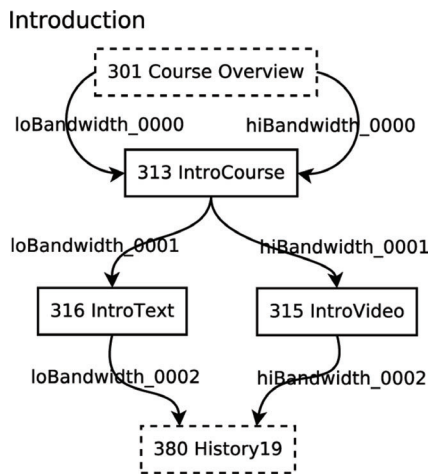 Introduction
301 Course Overview
loBandwidth_0000
hiBandwidth_0000
313 IntroCourse
loBandwidth_0001
hiBandwidth_0001
316 IntroText
315 IntroVideo
loBandwidth_0002
hiBandwidth_0002
380 History19